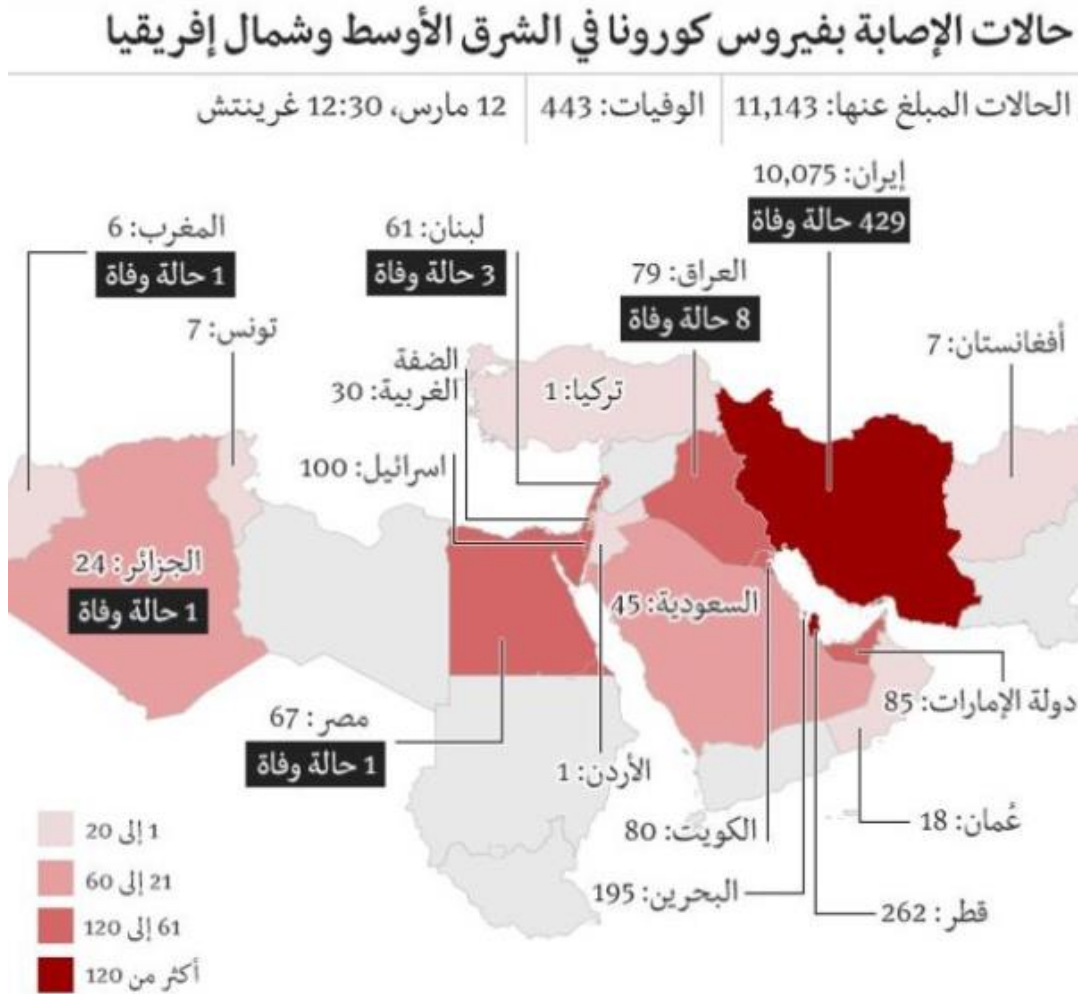 حالات الإصابة بفيروس كورونا في الشرق الأوسط وشمال إفريقيا
الحالات المبلغ عنها: 11,143
الوفيات: 443
12 مارس، 12:30 غرينتش
إيران: 10,075
429 حالة وفاة
لبنان: 61
3 حالة وفاة
المغرب: 6
1 حالة وفاة
العراق: 79
8 حالة وفاة
تونس: 7
أفغانستان: 7
الضفة
الغربية: 30
تركيا: 1
اسرائيل: 100
الجزائر: 24
1 حالة وفاة
السعودية: 45
دولة الإمارات: 85
مصر: 67
1 حالة وفاة
الأردن: 1
عُمان: 18
الكويت: 80
البحرين: 195
قطر: 262
1 إلى 20
21 إلى 60
61 إلى 120
أكثر من 120